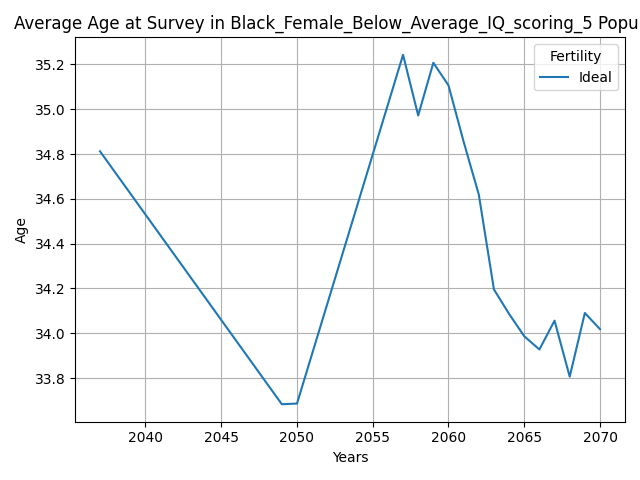 Average Age at Survey in Black_Female_Below_Average_IQ_scoring_5 Popu
Fertility
Ideal
35.2
35.0
34.8
34.6
34.4
34.2
34.0
33.8
Age
2040 2045 2050 2055 2060 2065 2070
Years